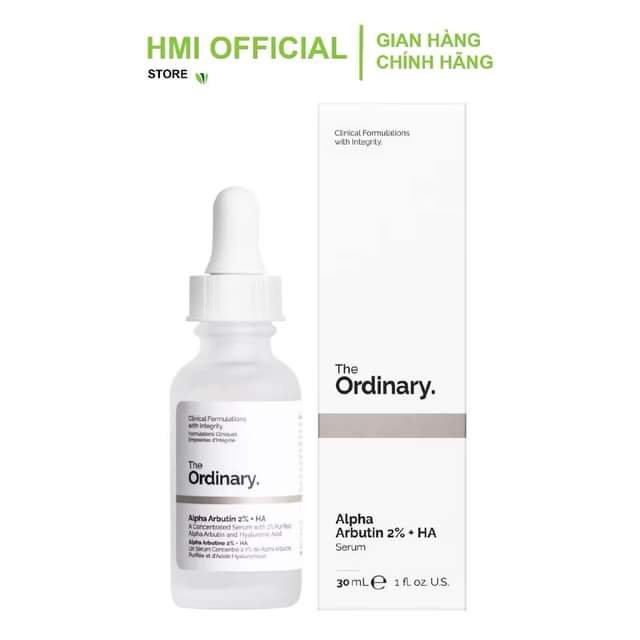 HMI OFFICIAL
STORE
GIAN HÀNG
CHÍNH HÃNG
Clinical Formulations
with Integrity.
The
Ordinary.
Alpha
Arbutin 2% + HA
Serum
30 mL ℮ 1 fl. oz. U.S.
Clinical Formulations
with Integrity.
Formulations Cliniques
Empreintes d'Intégrité
The
Ordinary.
Alpha Arbutin 2% + HA
A Concentrated Serum with 2% Purified
Alpha Arbutin and Hyaluronic Acid
Alpha Arbutine 2% + HA
Un Sérum Concentré à 2% de Alpha Arbutine
Purifiée et d'Acide Hyaluronique